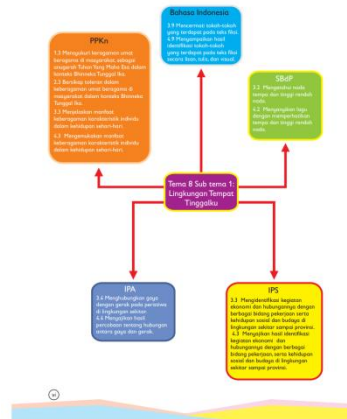 Bahasa Indonesia
3.9 Mencermati tokoh-tokoh
yang terdapat pada teks fiksi.
4.9 Menyampaikan hasil
identifikasi tokoh-tokoh
yang terdapat pada teks fiksi
secara lisan, tulis, dan visual.
PPKn
1.3 Mensyukuri keragaman umat
beragama di masyarakat sebagai
anugerah Tuhan Yang Maha Esa dalam
konteks Bhinneka Tunggal Ika.
2.3 Bersikap toleran dalam
keberagaman umat beragama di
masyarakat dalam konteks Bhinneka
Tunggal Ika.
3.3 Menjelaskan manfaat
keberagaman karakteristik individu
dalam kehidupan sehari-hari.
4.3 Mengemukakan manfaat
keberagaman karakteristik individu
dalam kehidupan sehari-hari.
SBdP
3.2 Mengetahui nada
tempo dan tinggi rendah
nada.
4.2 Menyanyikan lagu
dengan memperhatikan
tempo dan tinggi rendah
nada.
Tema 8 Sub tema 1:
Lingkungan Tempat
Tinggalku
IPA
3.4 Menghubungkan gaya
dengan gerak pada peristiwa
di lingkungan sekitar.
4.4 Menyajikan hasil
percobaan tentang hubungan
antara gaya dan gerak.
IPS
3.3 Mengidentifikasi kegiatan
ekonomi dan hubungannya dengan
berbagai bidang pekerjaan serta
kehidupan sosial dan budaya di
lingkungan sekitar sampai provinsi.
4.3 Menyajikan hasil identifikasi
kegiatan ekonomi dan
hubungannya dengan berbagai
bidang pekerjaan, serta kehidupan
sosial dan budaya di lingkungan
sekitar sampai provinsi.